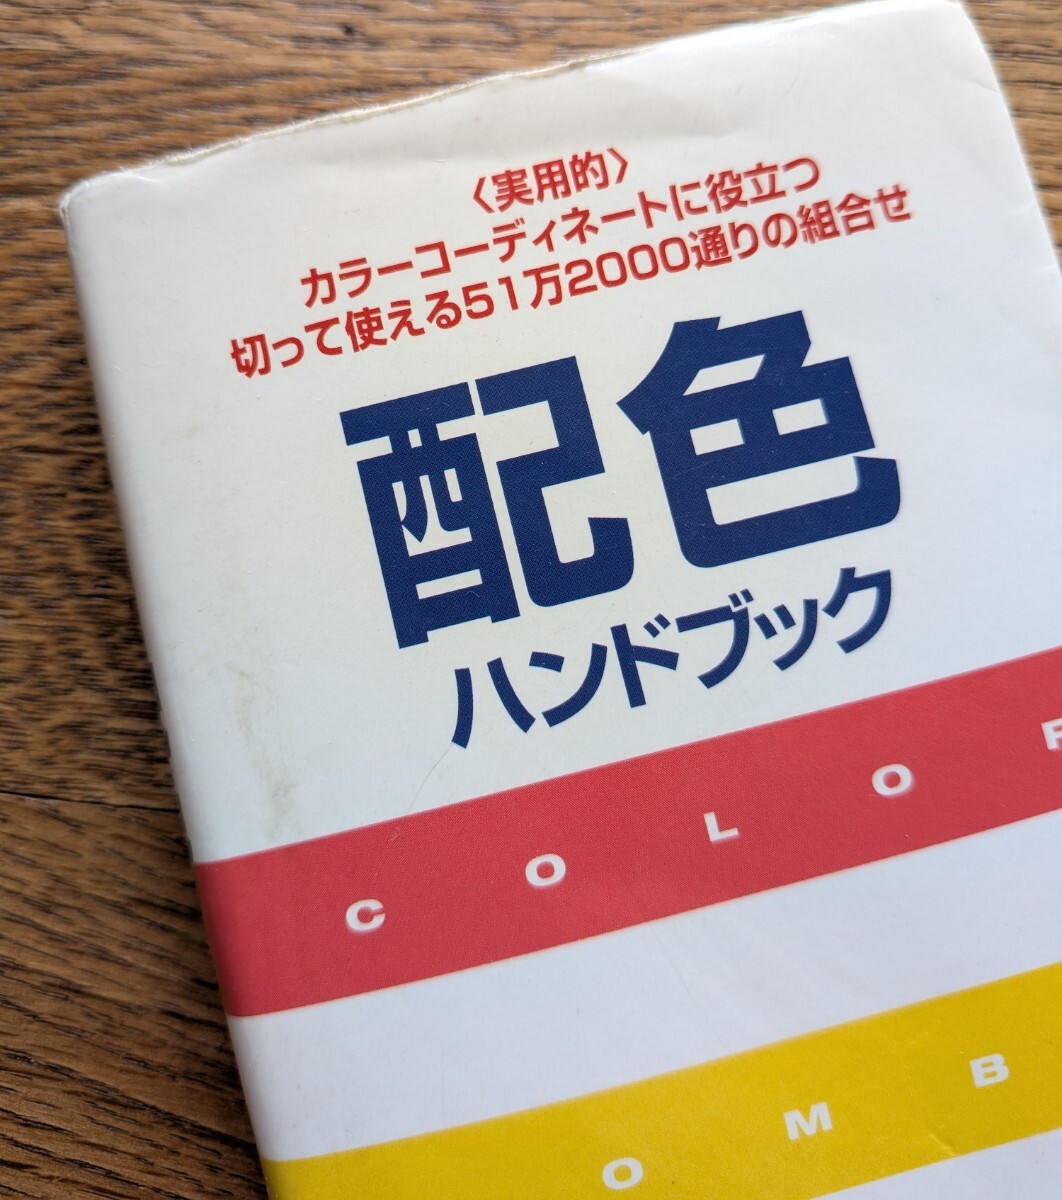 〈実用的〉
カラーコーディネートに役立つ
切って使える51万2000通りの組合せ
配色
ハンドブック
COLOR
OMB